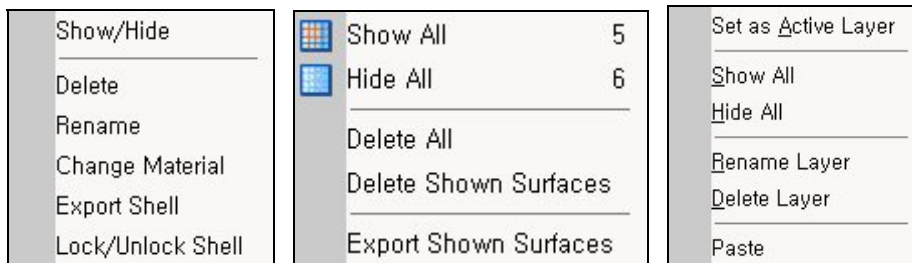 Show/Hide
Delete
Rename
Change Material
Export Shell
Lock/Unlock Shell
Show All 5
Hide All 6
Delete All
Delete Shown Surfaces
Export Shown Surfaces
Set as Active Layer
Show All
Hide All
Rename Layer
Delete Layer
Paste